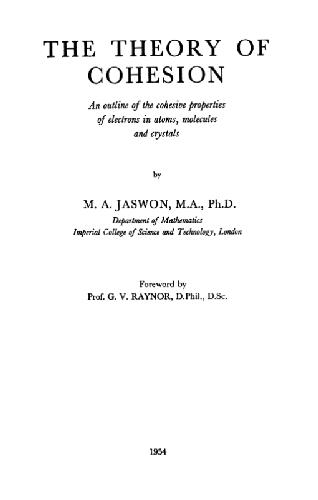 THE THEORY OF
COHESION
An outline of the cohesive properties
of electrons in atoms, molecules
and crystals
by
M. A. JASWON, M.A., Ph.D.
Department of Mathematics
Imperial College of Science and Technology, London
Foreword by
Prof. G. V. RAYNOR, D.Phil., D.Sc.
1954